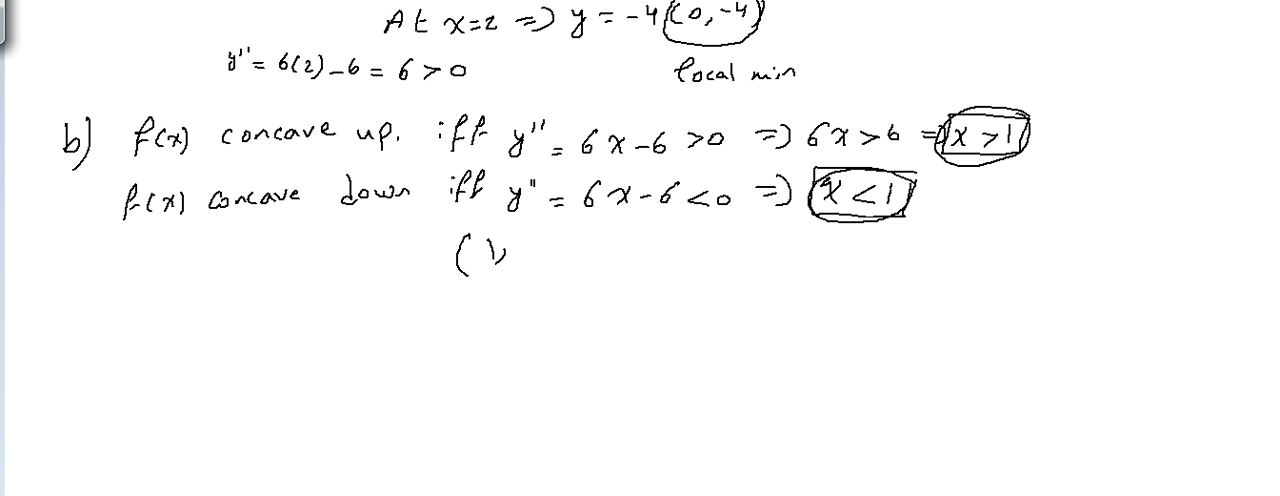 At x=2 => y = -4 (0,-4)
y'' = 6(2)-6 = 6 > 0 local min
b) f(x) concave up. iff y'' = 6x-6 >0 => 6x>6 => x>1
f(x) concave down iff y" = 6x-6<0 => x<1
(1,